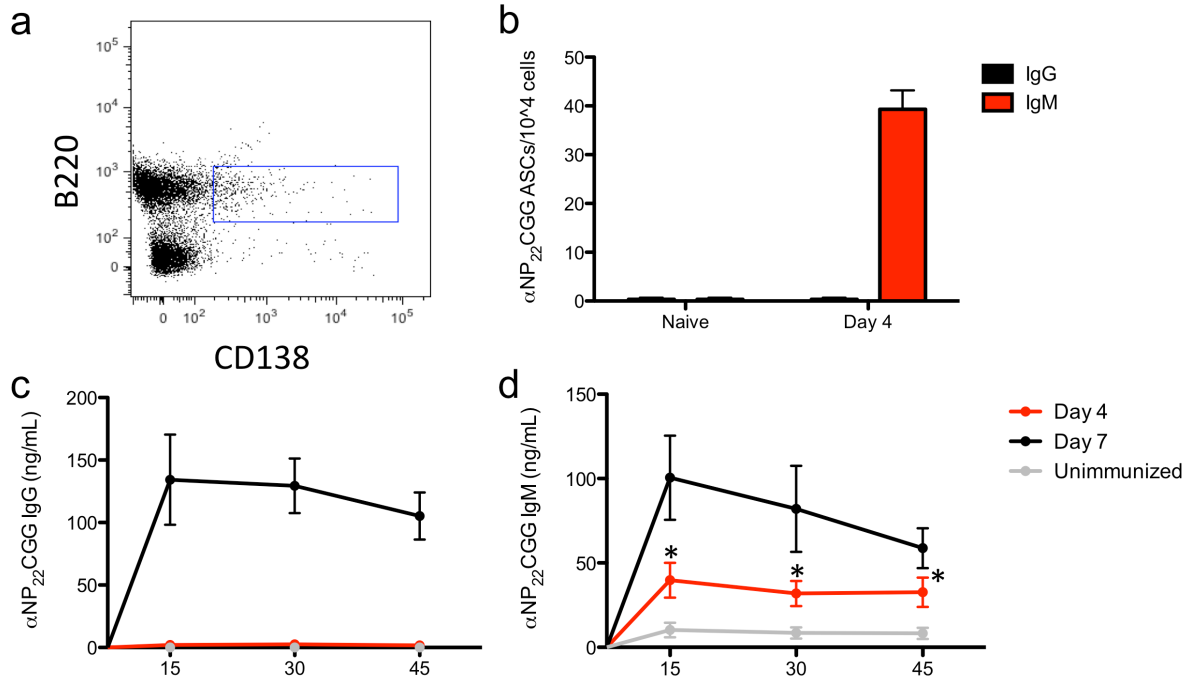 a
10^5
10^4
10^3
10^2
0
B220
0 10^2 10^3 10^4 10^5
CD138
b
αNP22CGG ASCs/10^4 cells
50
40
30
20
10
0
Naive Day 4
IgG
IgM
c
αNP22CGG IgG (ng/mL)
200
150
100
50
0
15 30 45
d
αNP22CGG IgM (ng/mL)
150
100
50
0
* * *
15 30 45
Day 4
Day 7
Unimmunized